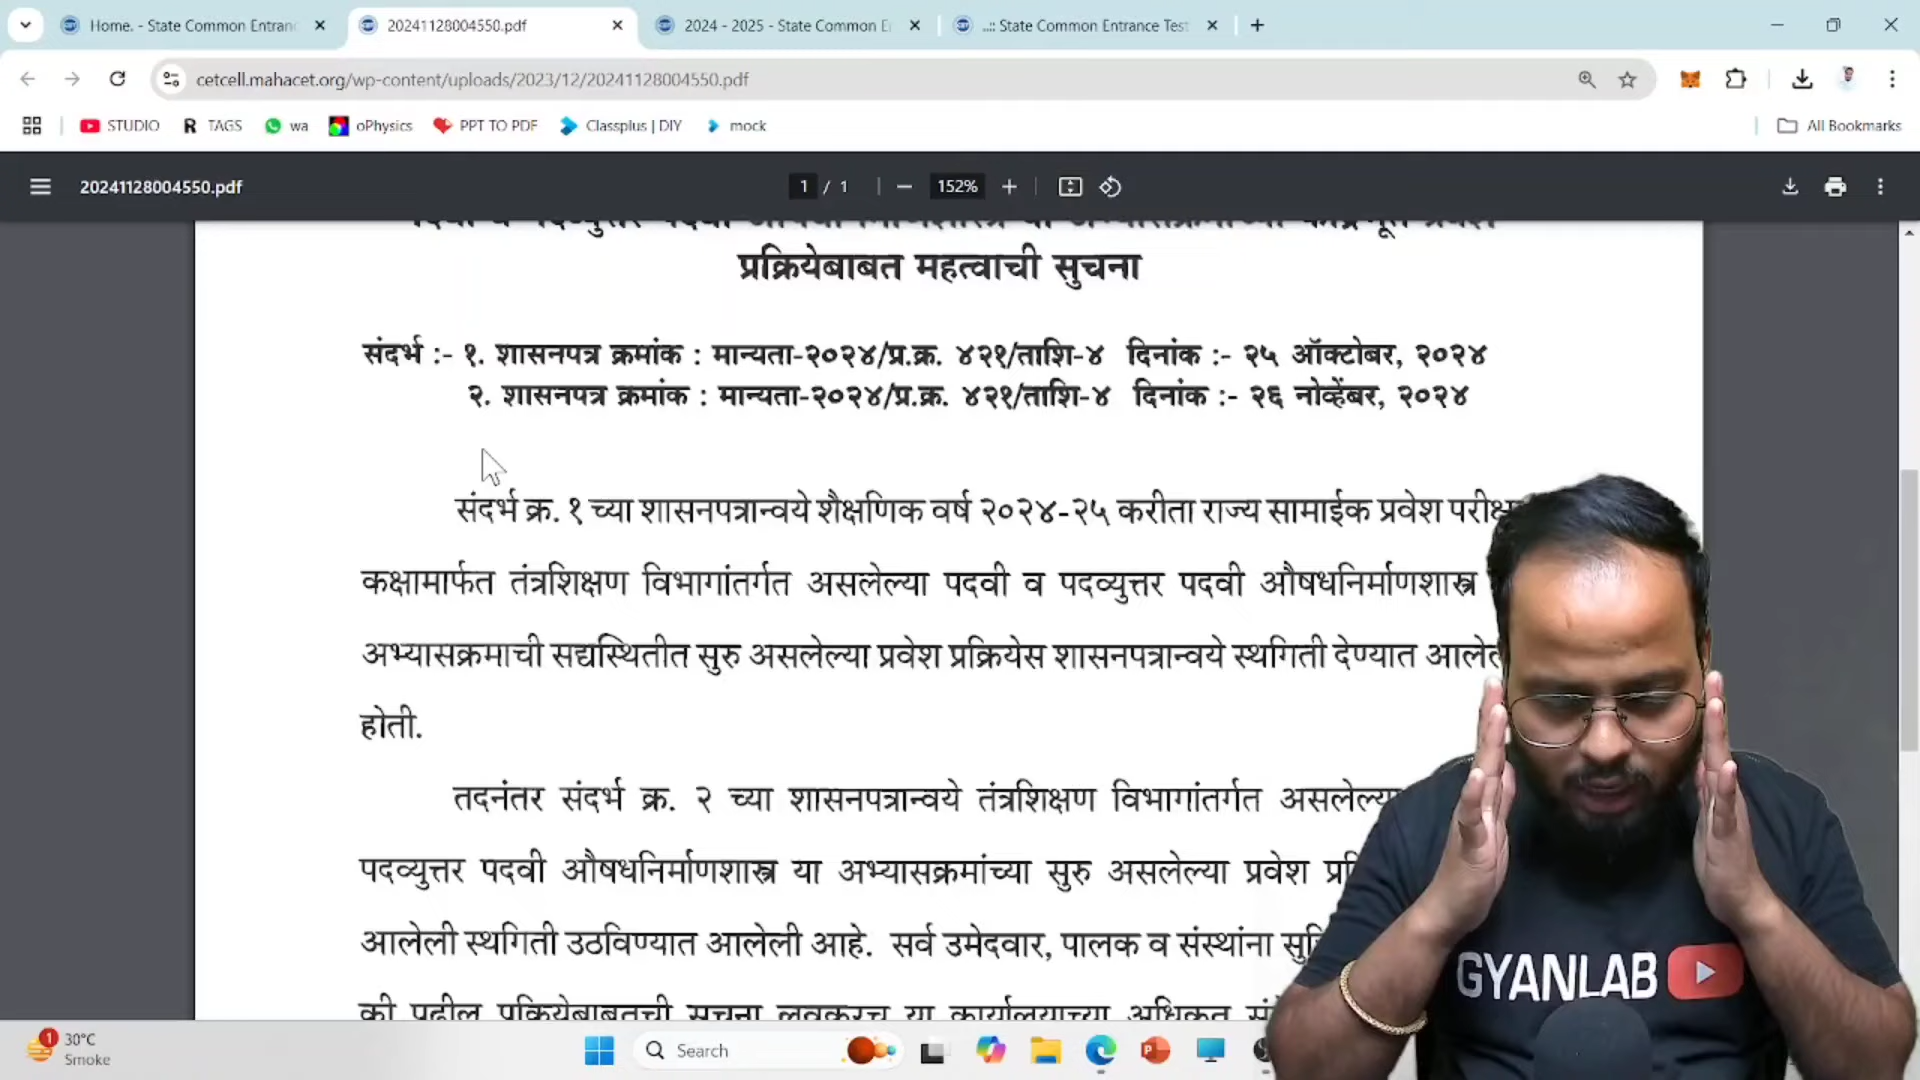 Home. - State Common Entran
20241128004550.pdf
2024 - 2025 - State Common E
..:: State Common Entrance Test
cetcell.mahacet.org/wp-content/uploads/2023/12/20241128004550.pdf
STUDIO
TAGS
wa
oPhysics
PPT TO PDF
Classplus | DIY
mock
All Bookmarks
20241128004550.pdf
1 / 1
152%
प्रक्रियेबाबत महत्वाची सुचना
संदर्भ :- १. शासनपत्र क्रमांक : मान्यता-२०२४/प्र.क्र. ४२१/ताशि-४ दिनांक :- २५ ऑक्टोबर, २०२४
२. शासनपत्र क्रमांक : मान्यता-२०२४/प्र.क्र. ४२१/ताशि-४ दिनांक :- २६ नोव्हेंबर, २०२४
संदर्भ क्र. १ च्या शासनपत्रान्वये शैक्षणिक वर्ष २०२४-२५ करीता राज्य सामाईक प्रवेश
कक्षामार्फत तंत्रशिक्षण विभागांतर्गत असलेल्या पदवी व पदव्युत्तर पदवी औषधनिर्माणशास्त्र
अभ्यासक्रमाची सद्यस्थितीत सुरु असलेल्या प्रवेश प्रक्रियेस शासनपत्रान्वये स्थगिती देण्यात
होती.
तदनंतर संदर्भ क्र. २ च्या शासनपत्रान्वये तंत्रशिक्षण विभागांतर्गत असलेल्या
पदव्युत्तर पदवी औषधनिर्माणशास्त्र या अभ्यासक्रमांच्या सुरु असलेल्या प्रवेश
आलेली स्थगिती उठविण्यात आलेली आहे. सर्व उमेदवार, पालक व संस्थांना
की पुढील प्रक्रियेबाबतची सुचना लवकरच या कार्यालयाच्या अधिकृत
GYANLAB
1
30°C
Smoke
Search